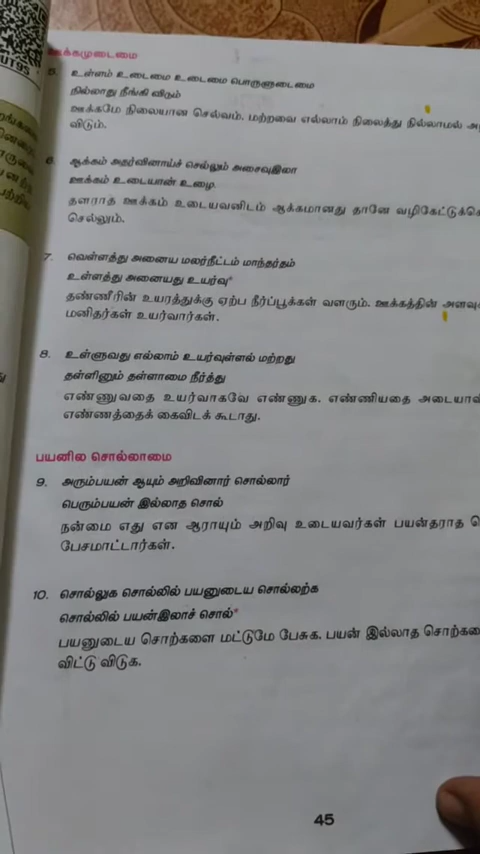 UT95
ஊக்கமுடைமை
5. உள்ளம் உடைமை உடைமை பொருளுடைமை
நில்லாது நீங்கி விடும்
ஊக்கமே நிலையான செல்வம். மற்றவை எல்லாம் நிலைத்து நில்லாமல்
விடும்.
6. ஆக்கம் அதர்வினாய்ச் செல்லும் அசைவுஇலா
ஊக்கம் உடையான் உழை.
தளராத ஊக்கம் உடையவனிடம் ஆக்கமானது தானே
செல்லும்.
7. வெள்ளத்து அனைய மலர்நீட்டம் மாந்தர்தம்
உள்ளத்து அனையது உயர்வு*
தண்ணீரின் உயரத்துக்கு ஏற்ப நீர்ப்பூக்கள் வளரும். ஊக்கத்தின்
மனிதர்கள் உயர்வார்கள்.
8. உள்ளுவது எல்லாம் உயர்வுள்ளல் மற்றது
தள்ளினும் தள்ளாமை நீர்த்து
எண்ணுவதை உயர்வாகவே எண்ணுக. எண்ணியதை
எண்ணத்தைக் கைவிடக் கூடாது.
பயனில சொல்லாமை
9. அரும்பயன் ஆயும் அறிவினார் சொல்லார்
பெரும்பயன் இல்லாத சொல்
நன்மை எது என ஆராயும் அறிவு உடையவர்கள் பயன்தராத
பேசமாட்டார்கள்.
10. சொல்லுக சொல்லில் பயனுடைய சொல்லற்க
சொல்லில் பயன்இலாச் சொல்*
பயனுடைய சொற்களை மட்டுமே பேசுக. பயன் இல்லாத
விட்டு விடுக.
45